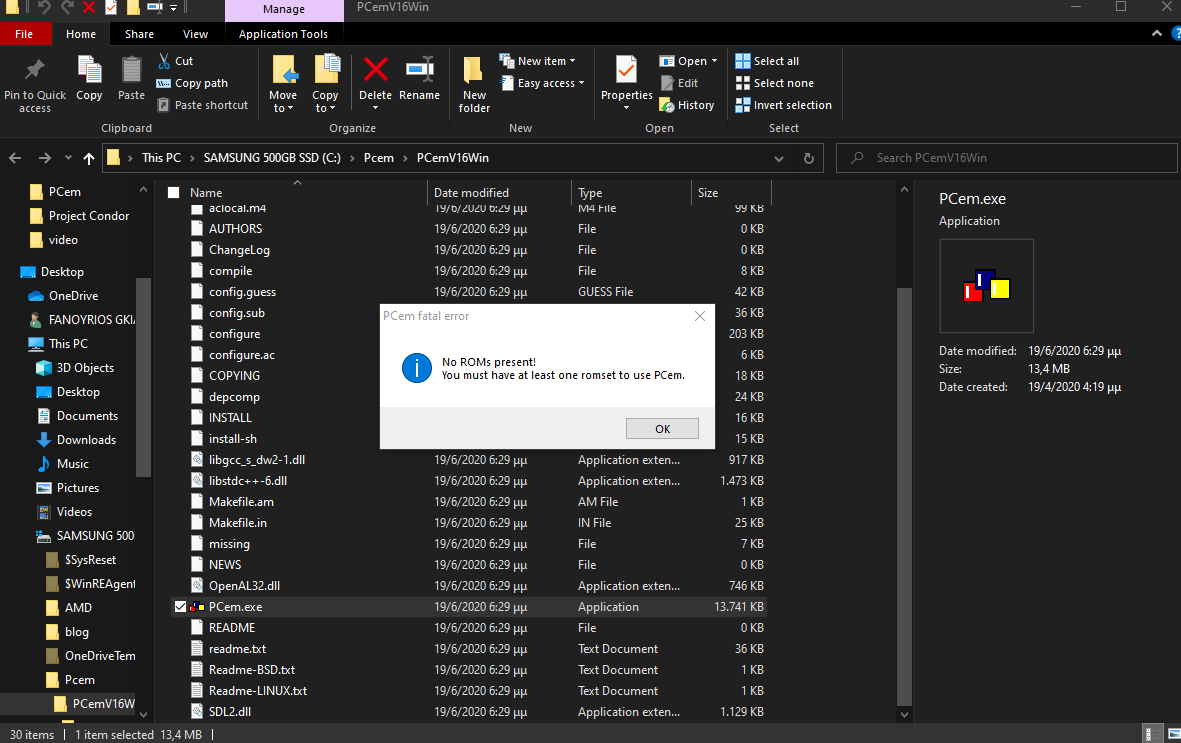 PCemV16Win
Manage
File
Home
Share
View
Application Tools
Pin to Quick access
Copy
Paste
Cut
Copy path
Paste shortcut
Clipboard
Move to
Copy to
Delete
Rename
Organize
New folder
New item
Easy access
New
Properties
Open
Edit
History
Open
Select all
Select none
Invert selection
Select
This PC > SAMSUNG 500GB SSD (C:) > Pcem > PCemV16Win
Search PCemV16Win
PCem
Project Condor
video
Desktop
OneDrive
FANOYRIOS GKI
This PC
3D Objects
Desktop
Documents
Downloads
Music
Pictures
Videos
SAMSUNG 500
$SysReset
$WinREAgent
AMD
blog
OneDriveTem
Pcem
PCemV16W
Name Date modified Type Size
aclocal.m4 19/6/2020 6:29 μμ M4 File 99 KB
AUTHORS 19/6/2020 6:29 μμ File 0 KB
ChangeLog 19/6/2020 6:29 μμ File 0 KB
compile 19/6/2020 6:29 μμ File 8 KB
config.guess 19/6/2020 6:29 μμ GUESS File 42 KB
config.sub 36 KB
configure 203 KB
configure.ac 6 KB
COPYING 18 KB
depcomp 24 KB
INSTALL 16 KB
install-sh 15 KB
libgcc_s_dw2-1.dll 19/6/2020 6:29 μμ Application exten... 917 KB
libstdc++-6.dll 19/6/2020 6:29 μμ Application exten... 1.473 KB
Makefile.am 19/6/2020 6:29 μμ AM File 1 KB
Makefile.in 19/6/2020 6:29 μμ IN File 25 KB
missing 19/6/2020 6:29 μμ File 7 KB
NEWS 19/6/2020 6:29 μμ File 0 KB
OpenAL32.dll 19/6/2020 6:29 μμ Application exten... 746 KB
PCem.exe 19/6/2020 6:29 μμ Application 13.741 KB
README 19/6/2020 6:29 μμ File 0 KB
readme.txt 19/6/2020 6:29 μμ Text Document 36 KB
Readme-BSD.txt 19/6/2020 6:29 μμ Text Document 1 KB
Readme-LINUX.txt 19/6/2020 6:29 μμ Text Document 1 KB
SDL2.dll 19/6/2020 6:29 μμ Application exten... 1.129 KB
PCem fatal error
No ROMs present!
You must have at least one romset to use PCem.
OK
PCem.exe
Application
Date modified: 19/6/2020 6:29 μμ
Size: 13,4 MB
Date created: 19/4/2020 4:19 μμ
30 items
1 item selected 13,4 MB